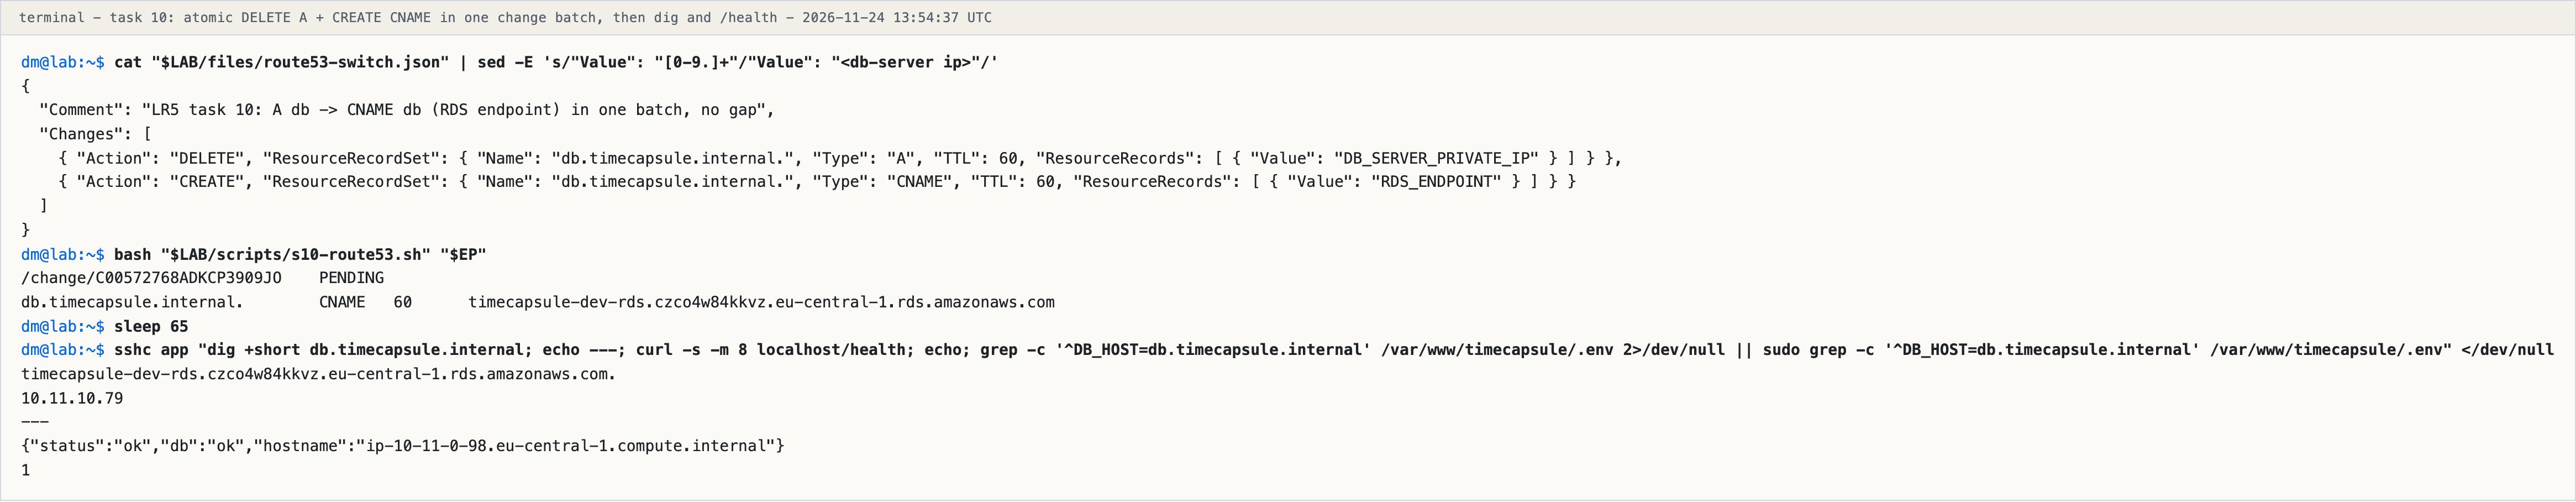 terminal - task 10: atomic DELETE A + CREATE CNAME in one change batch, then dig and /health - 2026-11-24 13:54:37 UTC
dm@lab:~$ cat "$LAB/files/route53-switch.json" | sed -E 's/"Value": "[0-9.]+"/"Value": "<db-server ip>"/'
{
  "Comment": "LR5 task 10: A db -> CNAME db (RDS endpoint) in one batch, no gap",
  "Changes": [
    { "Action": "DELETE", "ResourceRecordSet": { "Name": "db.timecapsule.internal.", "Type": "A", "TTL": 60, "ResourceRecords": [ { "Value": "DB_SERVER_PRIVATE_IP" } ] } },
    { "Action": "CREATE", "ResourceRecordSet": { "Name": "db.timecapsule.internal.", "Type": "CNAME", "TTL": 60, "ResourceRecords": [ { "Value": "RDS_ENDPOINT" } ] } }
  ]
}
dm@lab:~$ bash "$LAB/scripts/s10-route53.sh" "$EP"
/change/C00572768ADKCP3909JO    PENDING
db.timecapsule.internal.        CNAME   60      timecapsule-dev-rds.czco4w84kkvz.eu-central-1.rds.amazonaws.com
dm@lab:~$ sleep 65
dm@lab:~$ sshc app "dig +short db.timecapsule.internal; echo ---; curl -s -m 8 localhost/health; echo; grep -c '^DB_HOST=db.timecapsule.internal' /var/www/timecapsule/.env 2>/dev/null || sudo grep -c '^DB_HOST=db.timecapsule.internal' /var/www/timecapsule/.env" </dev/null
timecapsule-dev-rds.czco4w84kkvz.eu-central-1.rds.amazonaws.com.
10.11.10.79
---
{"status":"ok","db":"ok","hostname":"ip-10-11-0-98.eu-central-1.compute.internal"}
1